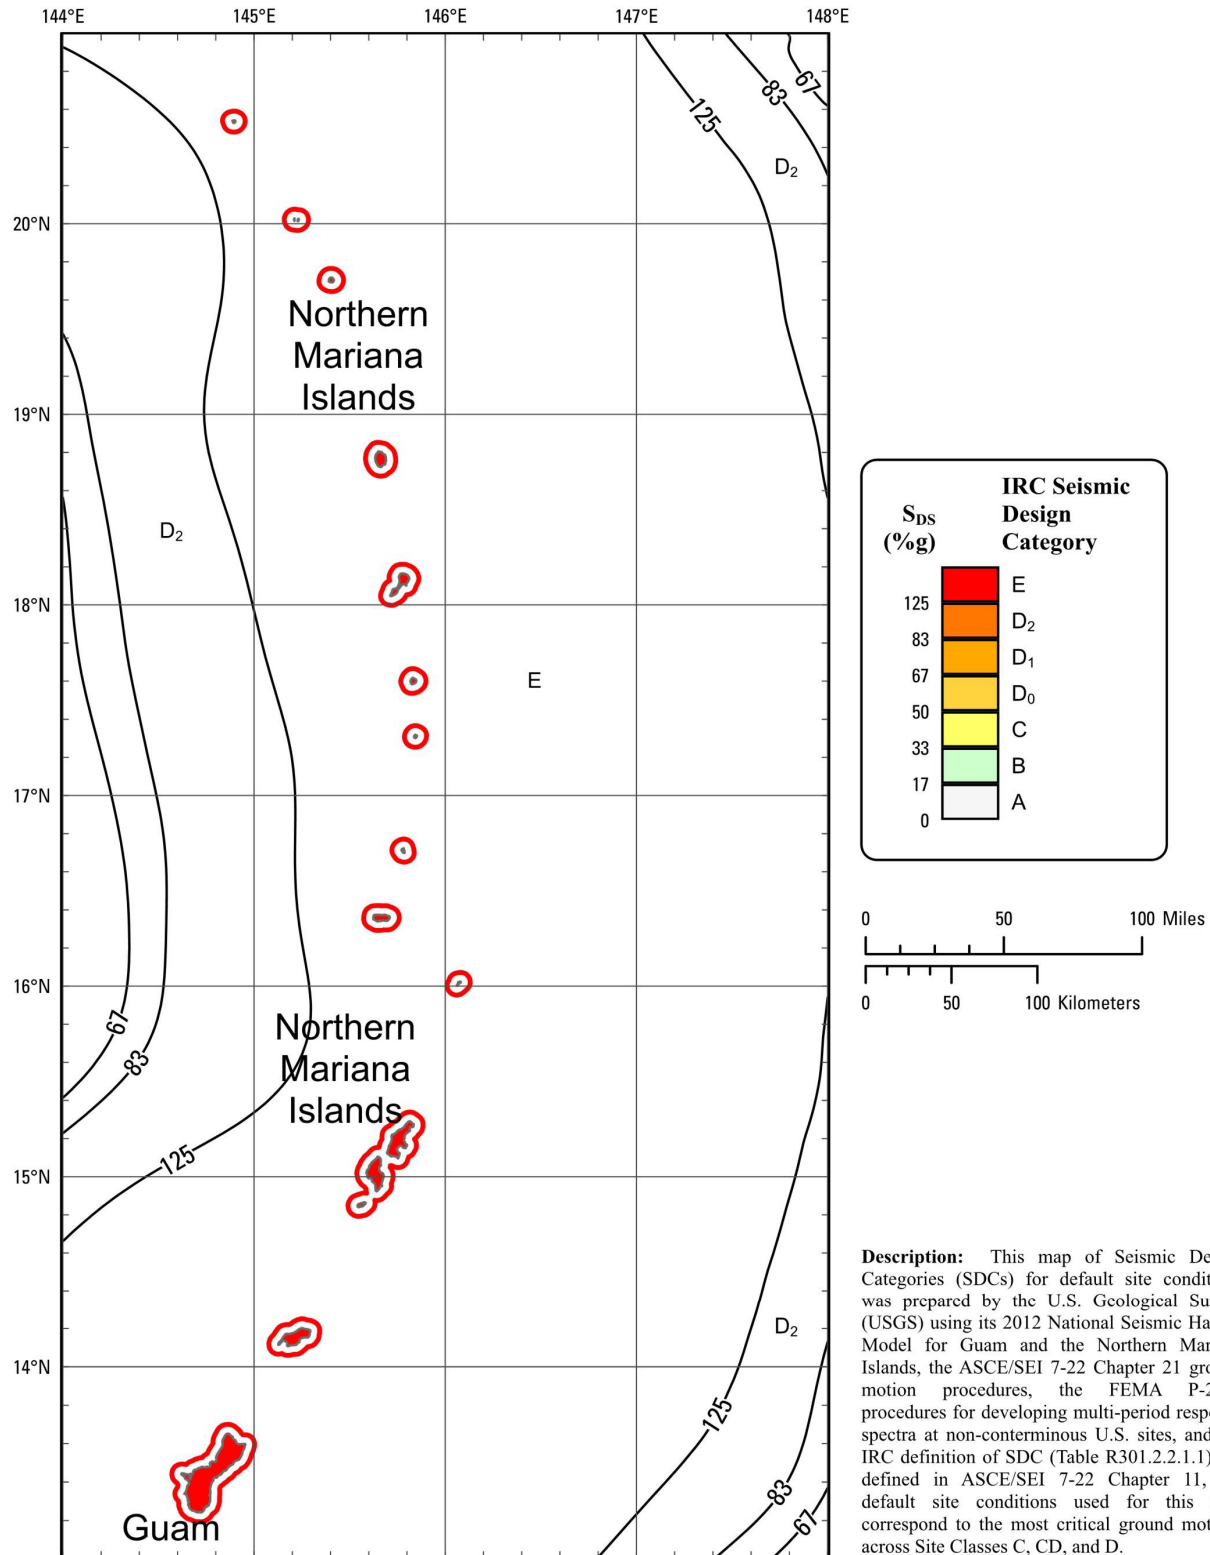 144°E 145°E 146°E 147°E 148°E
67
83
125
D₂
20°N
Northern
Mariana
Islands
19°N
D₂
18°N
E
17°N
16°N
67
83
Northern
Mariana
Islands
125
15°N
D₂
14°N
125
83
67
Guam
IRC Seismic
Design
Category
S_DS
(%g)
E
125
D₂
83
D₁
67
D₀
50
C
33
B
17
A
0
0 50 100 Miles
0 50 100 Kilometers
Description: This map of Seismic De
Categories (SDCs) for default site condit
was prepared by the U.S. Geological Su
(USGS) using its 2012 National Seismic Ha
Model for Guam and the Northern Mar
Islands, the ASCE/SEI 7-22 Chapter 21 gro
motion procedures, the FEMA P-2
procedures for developing multi-period respo
spectra at non-conterminous U.S. sites, and
IRC definition of SDC (Table R301.2.2.1.1)
defined in ASCE/SEI 7-22 Chapter 11,
default site conditions used for this
correspond to the most critical ground mot
across Site Classes C, CD, and D.